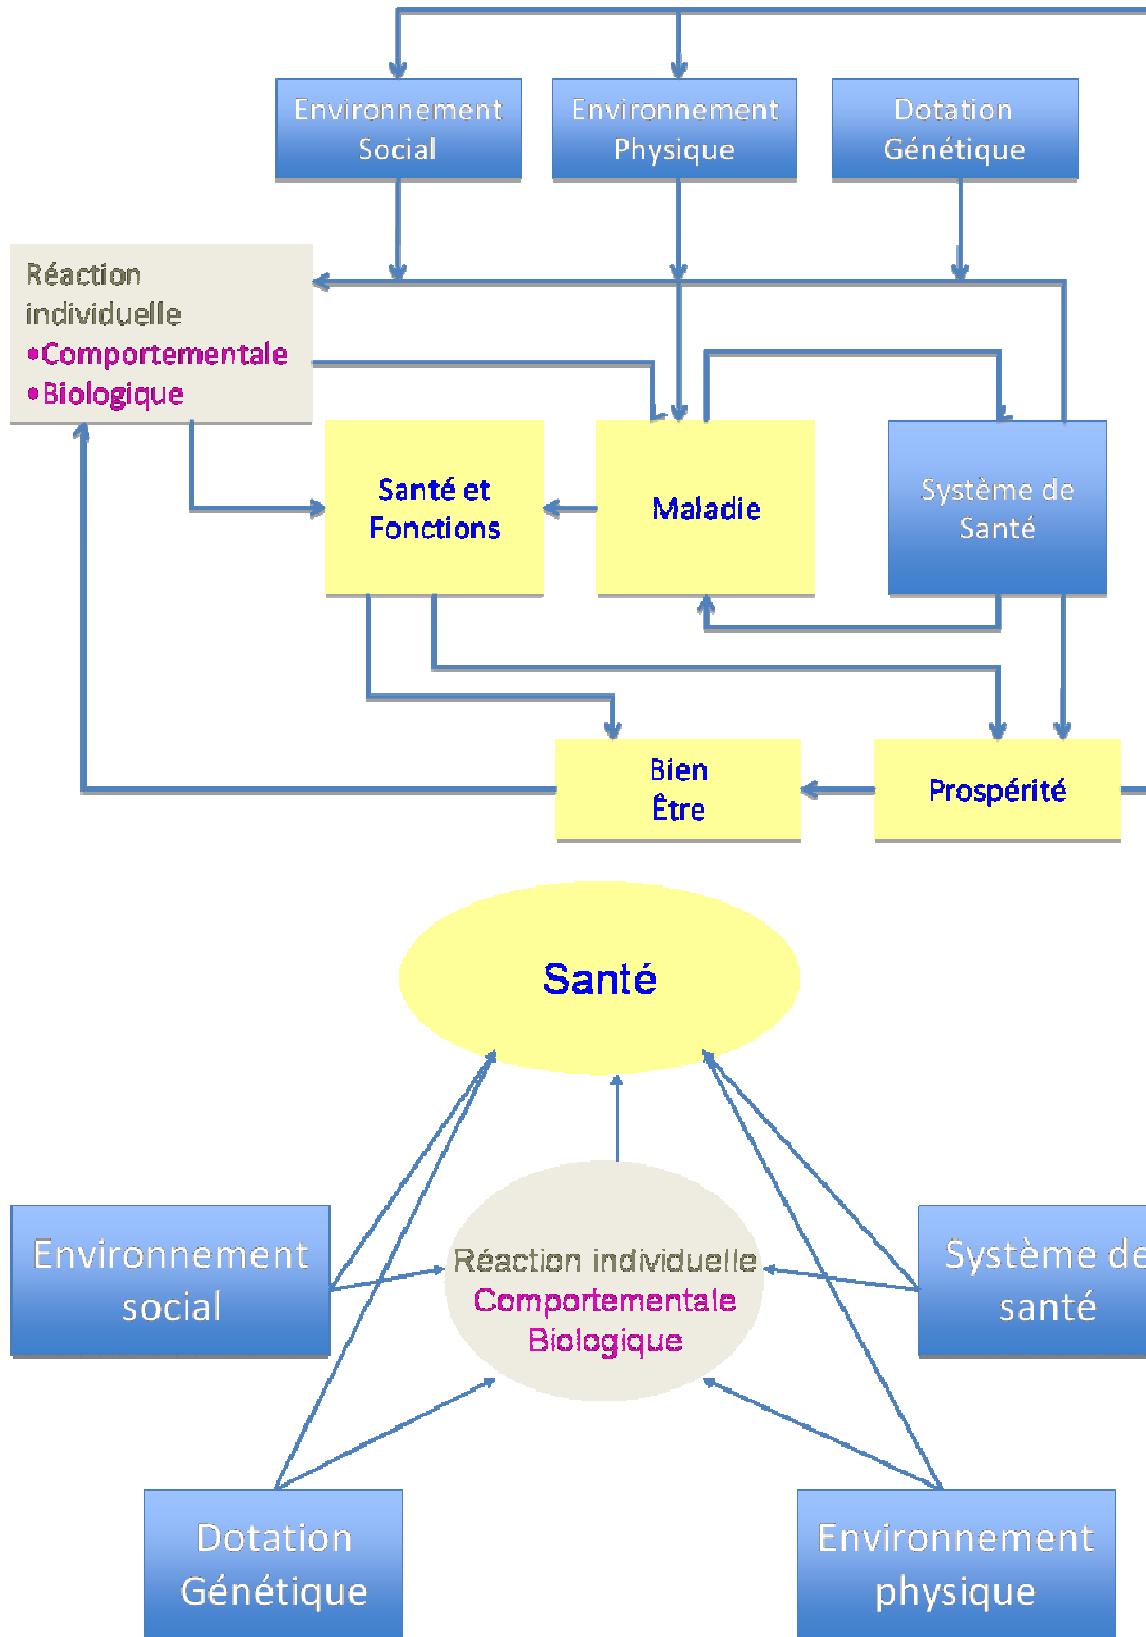 Environnement
Social
Environnement
Physique
Dotation
Génétique
Réaction
individuelle
•Comportementale
•Biologique
Santé et
Fonctions
Maladie
Système de
Santé
Bien
Être
Prospérité
Santé
Environnement
social
Réaction individuelle
Comportementale
Biologique
Système de
santé
Dotation
Génétique
Environnement
physique